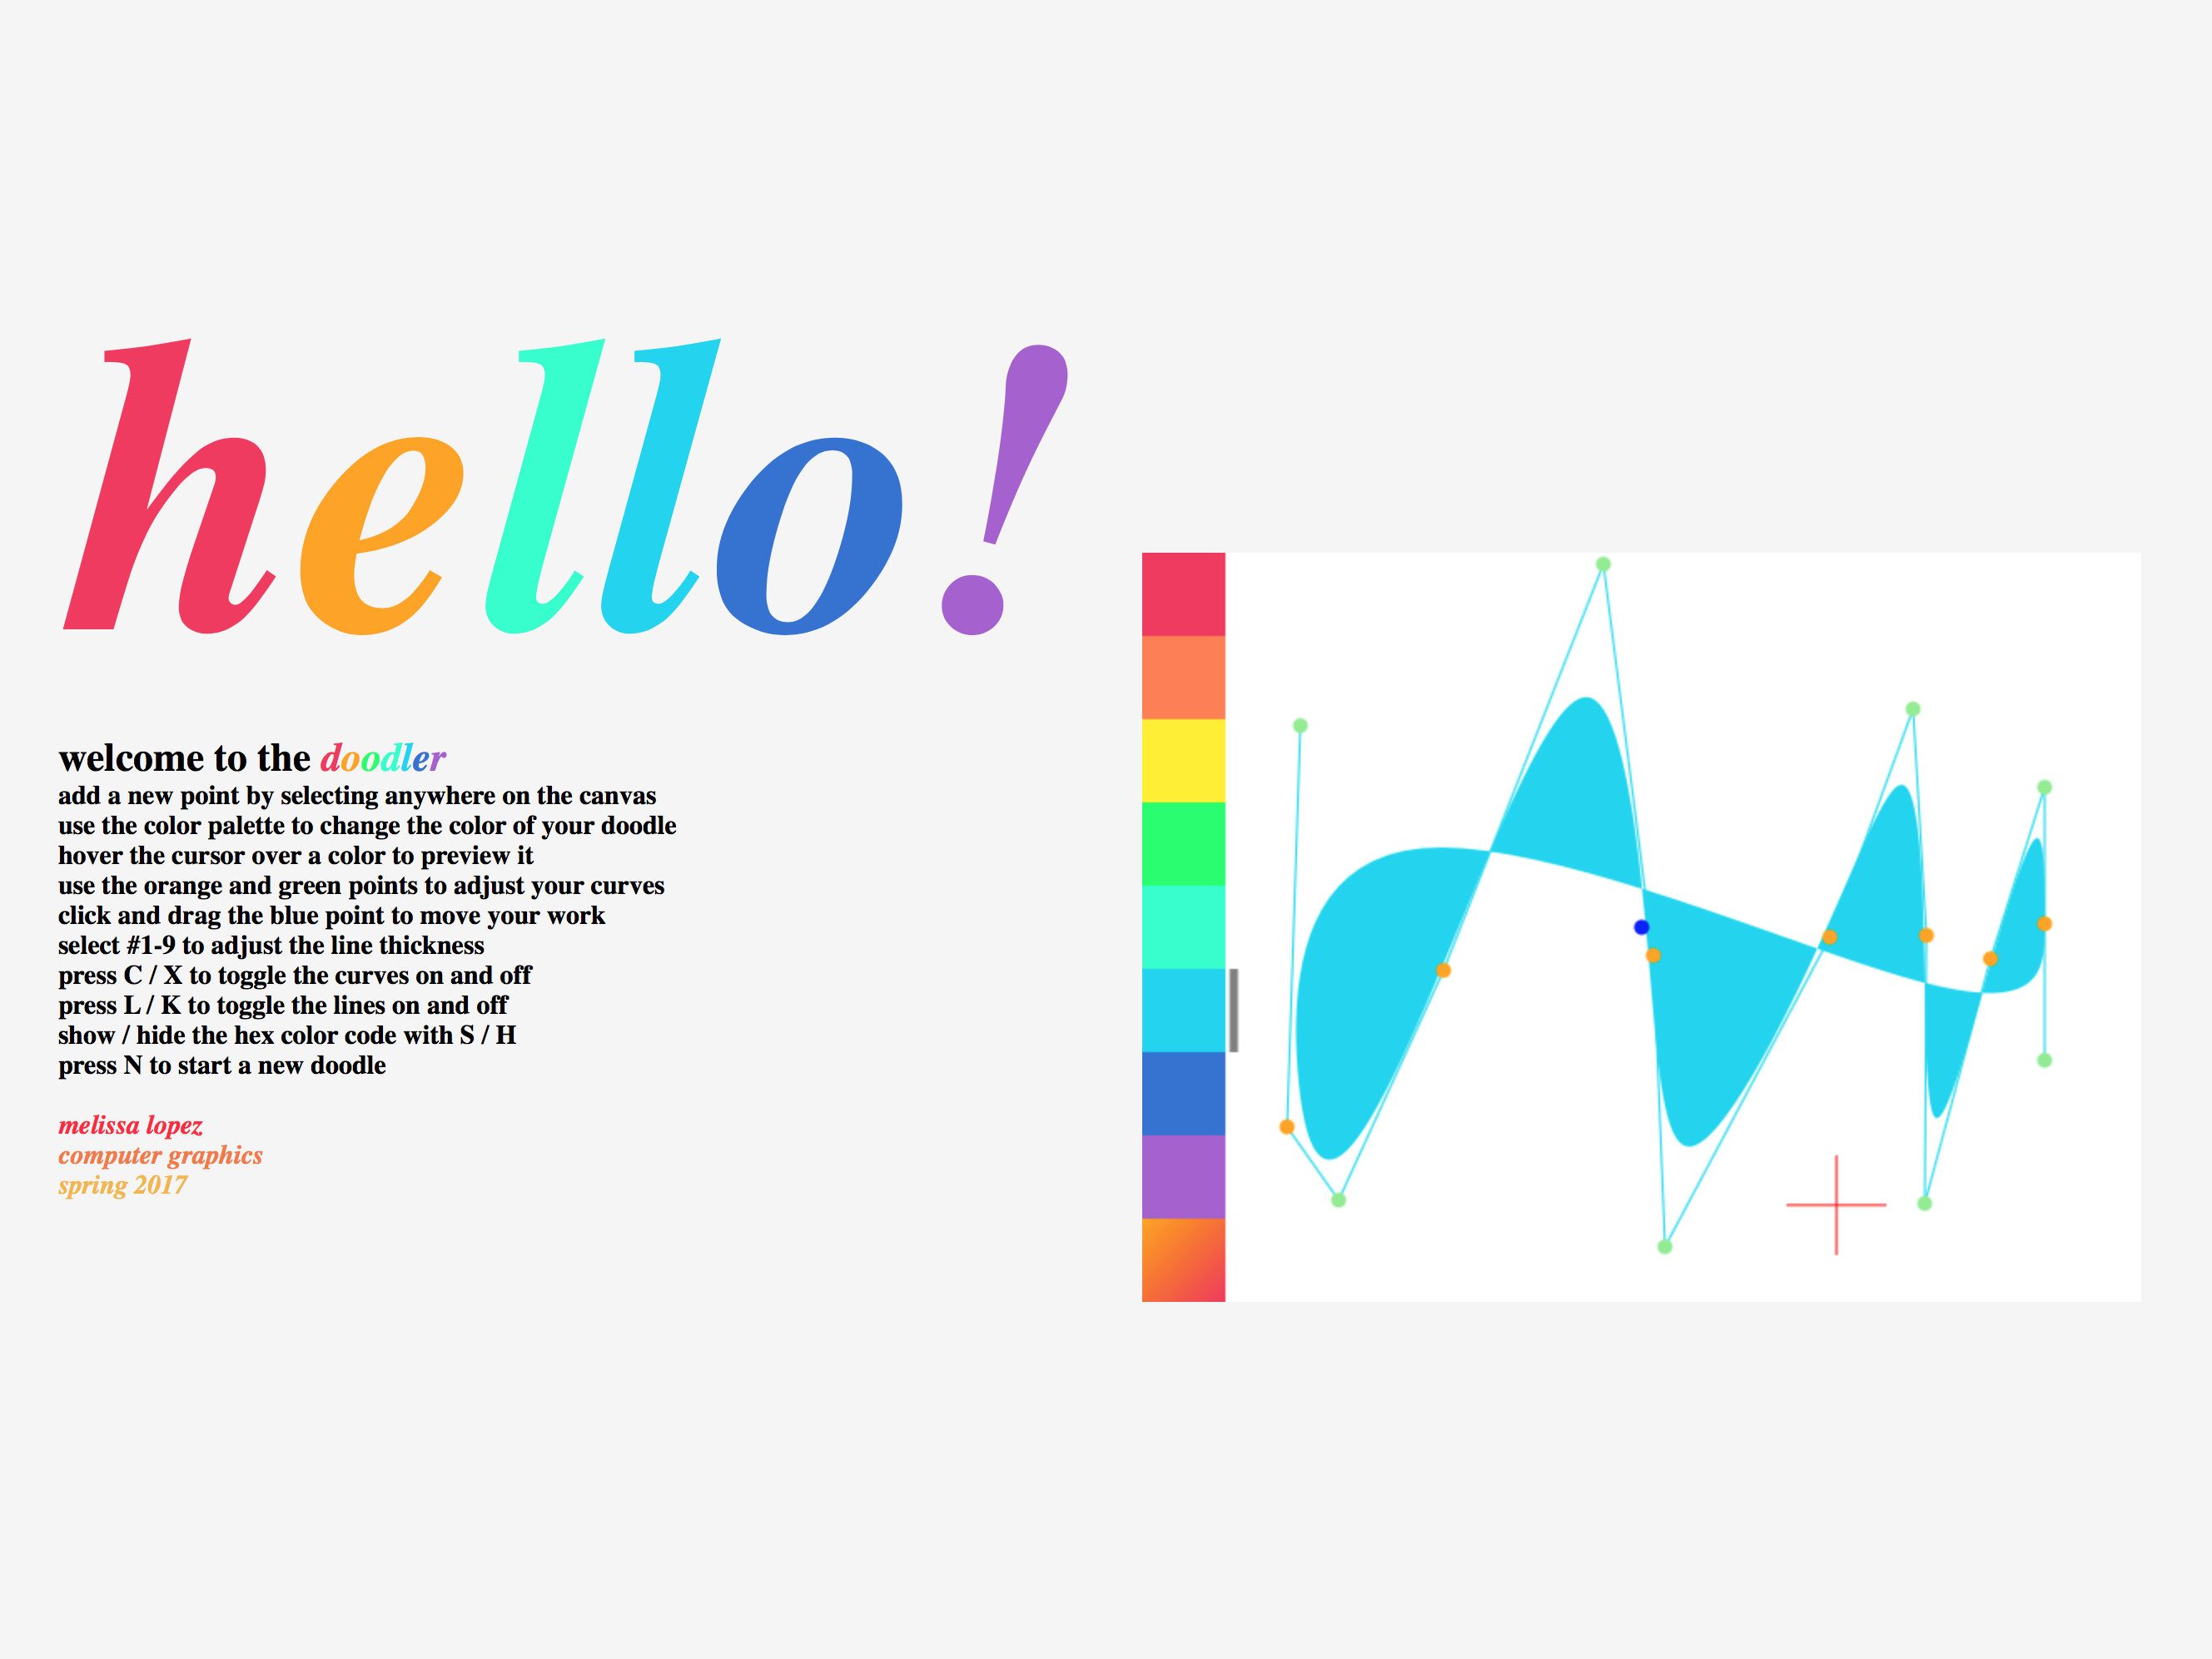 hello!
welcome to the doodler
add a new point by selecting anywhere on the canvas
use the color palette to change the color of your doodle
hover the cursor over a color to preview it
use the orange and green points to adjust your curves
click and drag the blue point to move your work
select #1-9 to adjust the line thickness
press C / X to toggle the curves on and off
press L / K to toggle the lines on and off
show / hide the hex color code with S / H
press N to start a new doodle
melissa lopez
computer graphics
spring 2017